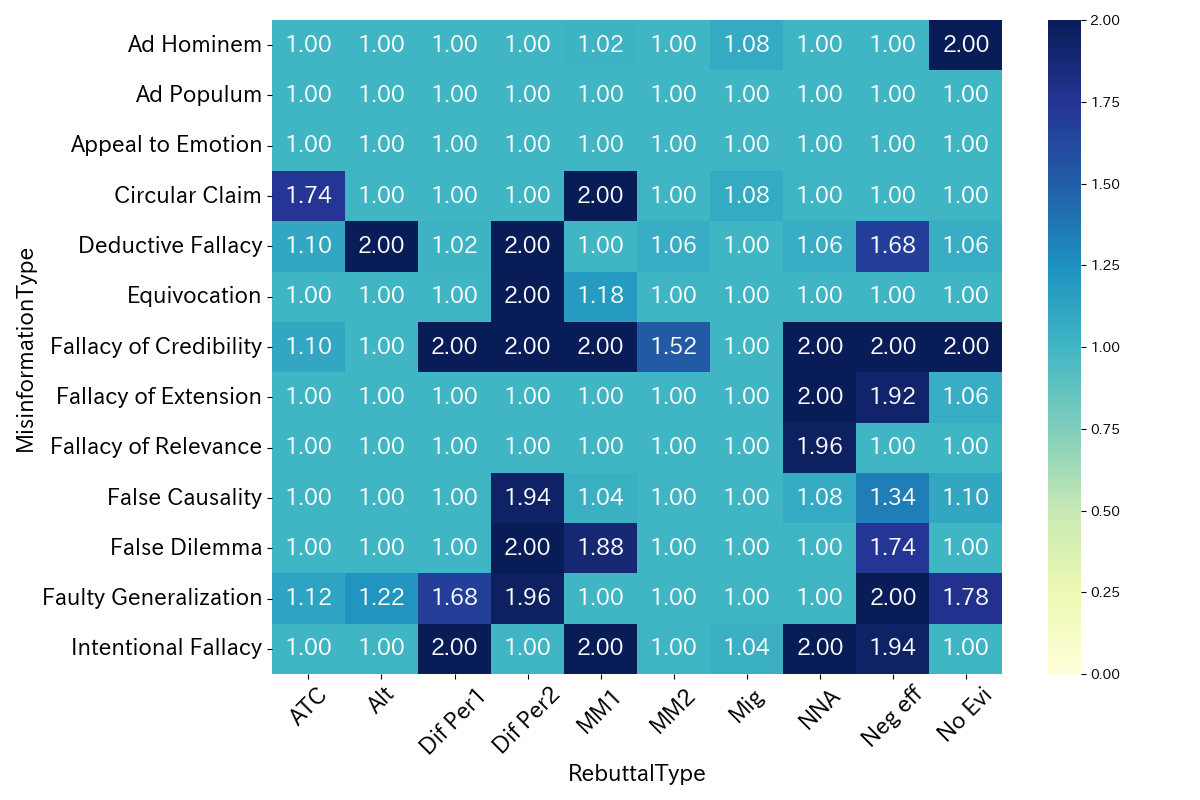 Ad Hominem 1.00 1.00 1.00 1.00 1.02 1.00 1.08 1.00 1.00 2.00
Ad Populum 1.00 1.00 1.00 1.00 1.00 1.00 1.00 1.00 1.00 1.00
Appeal to Emotion 1.00 1.00 1.00 1.00 1.00 1.00 1.00 1.00 1.00 1.00
Circular Claim 1.74 1.00 1.00 1.00 2.00 1.00 1.08 1.00 1.00 1.00
Deductive Fallacy 1.10 2.00 1.02 2.00 1.00 1.06 1.00 1.06 1.68 1.06
Equivocation 1.00 1.00 1.00 2.00 1.18 1.00 1.00 1.00 1.00 1.00
Fallacy of Credibility 1.10 1.00 2.00 2.00 2.00 1.52 1.00 2.00 2.00 2.00
Fallacy of Extension 1.00 1.00 1.00 1.00 1.00 1.00 1.00 2.00 1.92 1.06
Fallacy of Relevance 1.00 1.00 1.00 1.00 1.00 1.00 1.00 1.96 1.00 1.00
False Causality 1.00 1.00 1.00 1.94 1.04 1.00 1.00 1.08 1.34 1.10
False Dilemma 1.00 1.00 1.00 2.00 1.88 1.00 1.00 1.00 1.74 1.00
Faulty Generalization 1.12 1.22 1.68 1.96 1.00 1.00 1.00 1.00 2.00 1.78
Intentional Fallacy 1.00 1.00 2.00 1.00 2.00 1.00 1.04 2.00 1.94 1.00
MisinformationType
ATC Alt Dif Per1 Dif Per2 MM1 MM2 Mig NNA Neg eff No Evi
RebuttalType
2.00
1.75
1.50
1.25
1.00
0.75
0.50
0.25
0.00